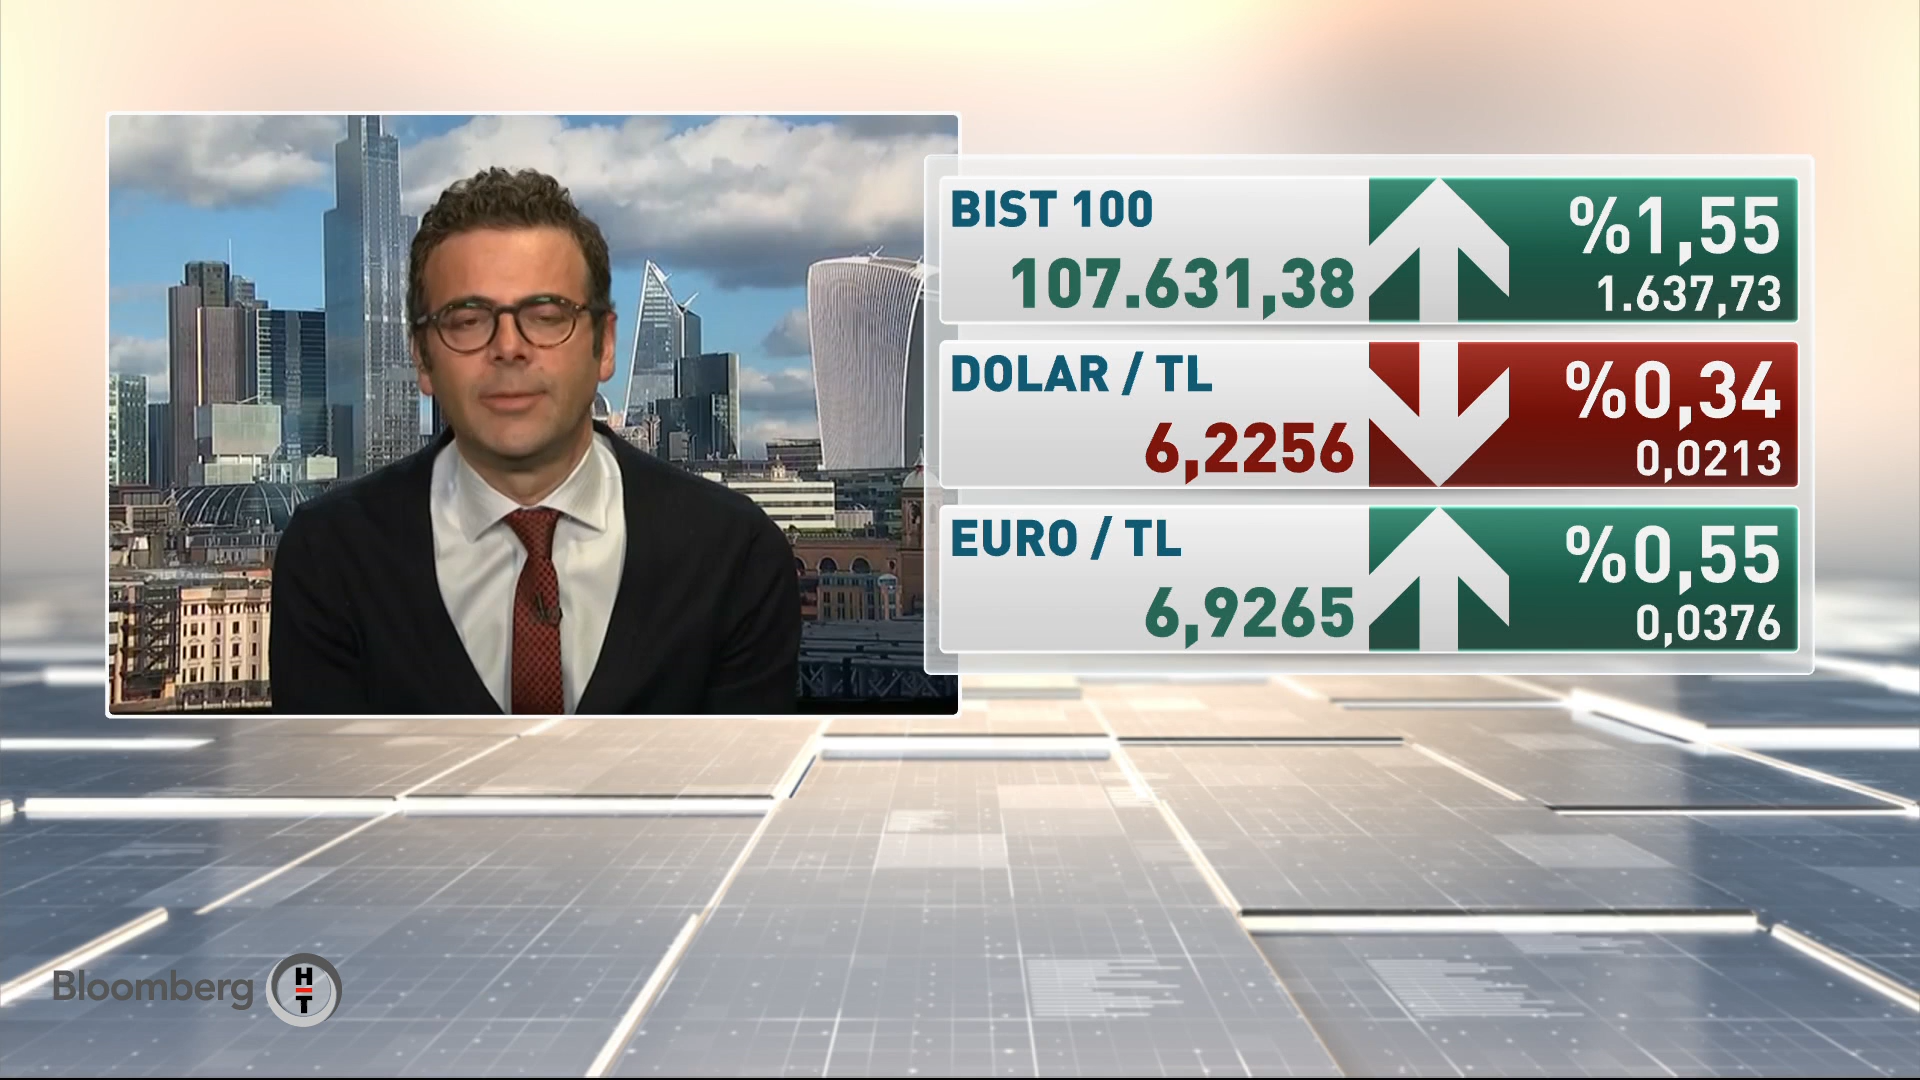 BIST 100
107.631,38
%1,55
1.637,73
DOLAR / TL
6,2256
%0,34
0,0213
EURO / TL
6,9265
%0,55
0,0376
Bloomberg HT